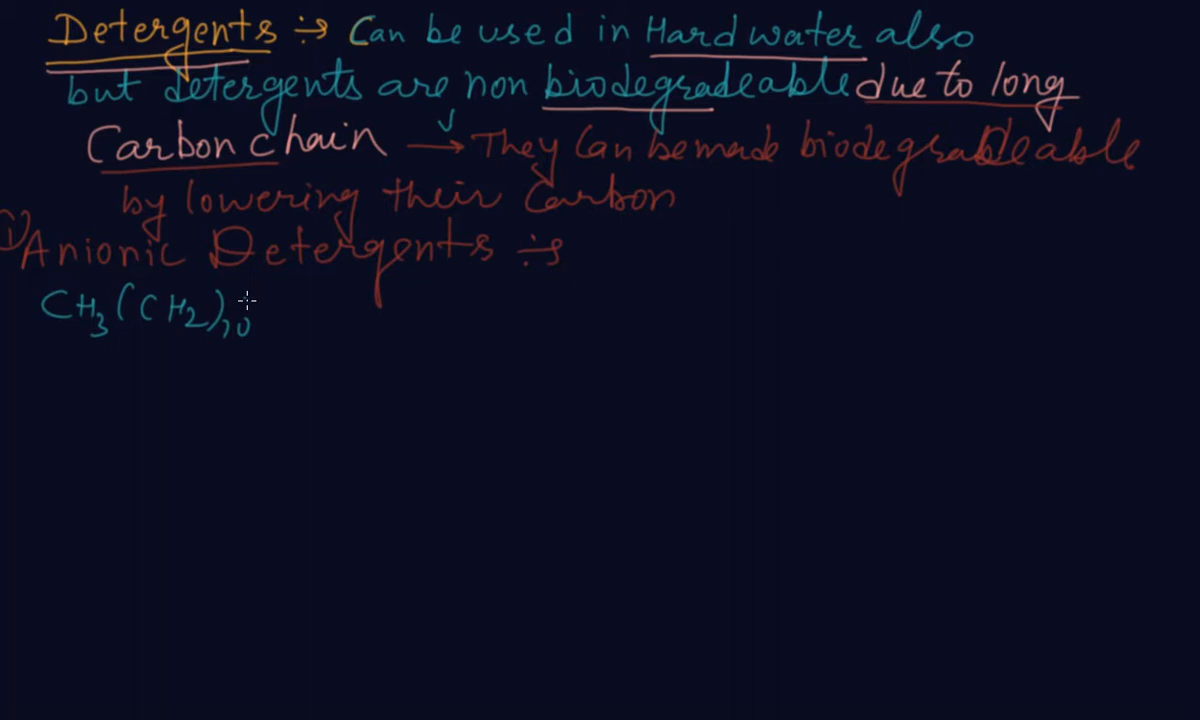 Detergents :→ Can be used in Hard water also
but detergents are non biodegradeable due to long
Carbon chain → They Can be made biodegradeable
by lowering their Carbon
1) Anionic Detergents :→
CH3(CH2)10